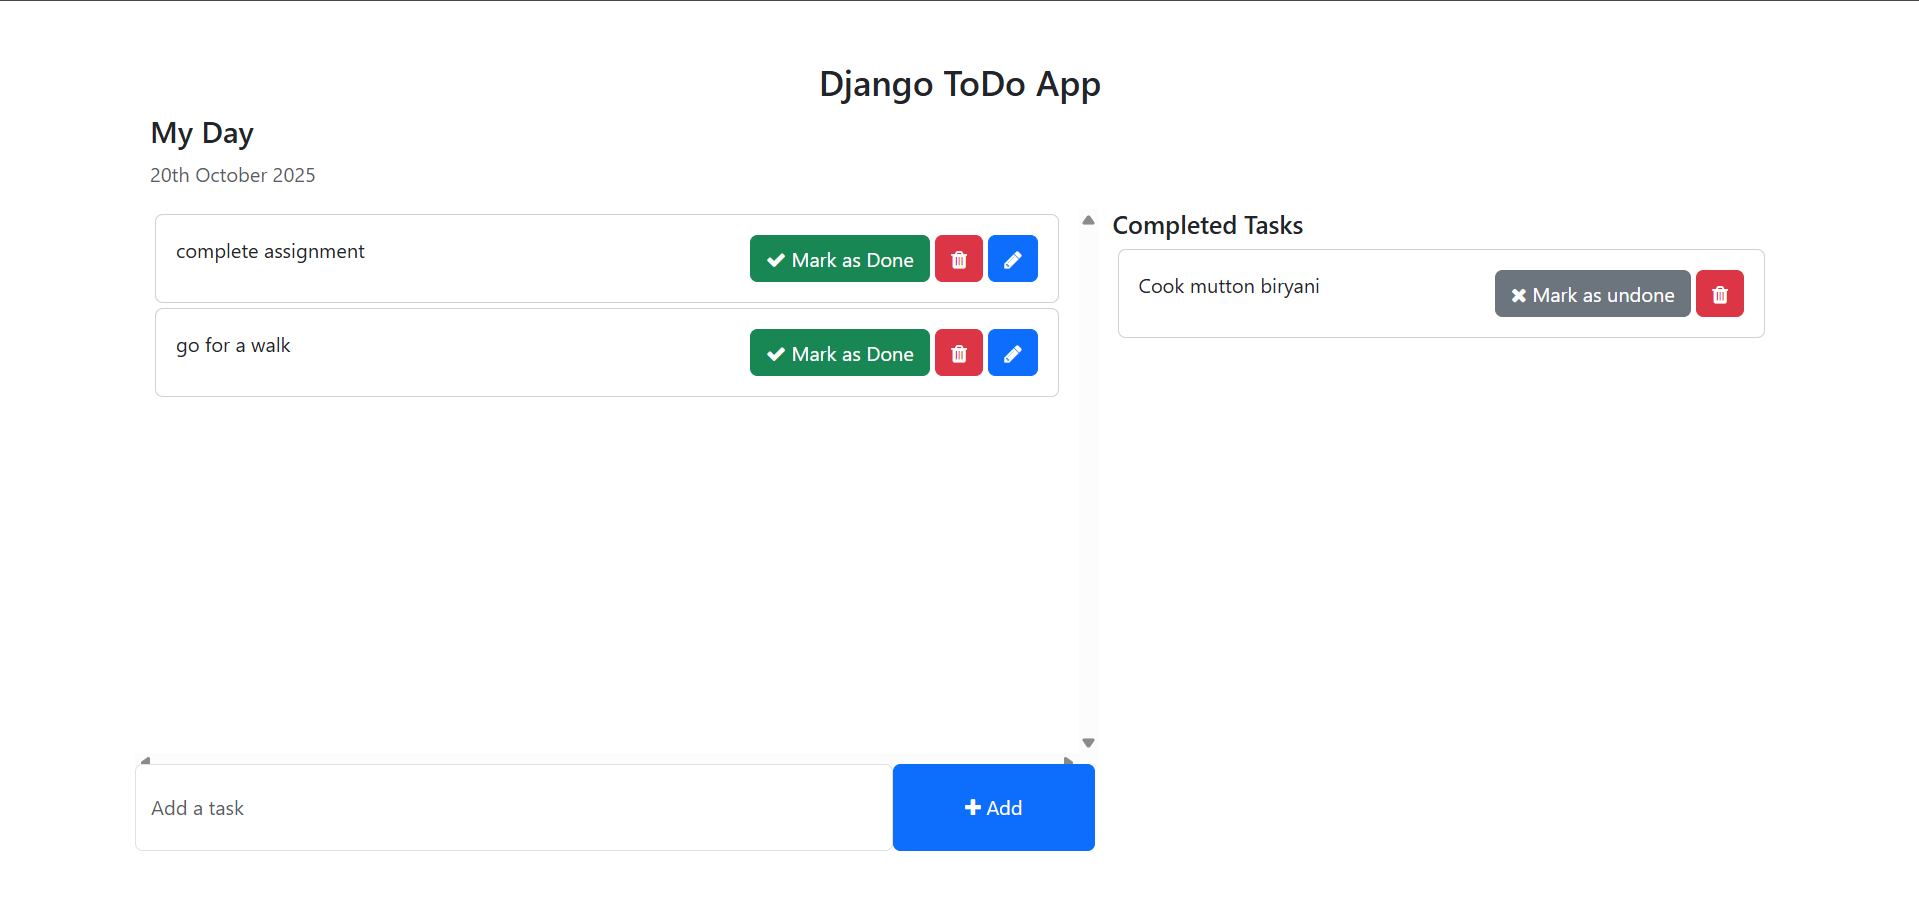 Django ToDo App
My Day
20th October 2025
complete assignment
Mark as Done
go for a walk
Mark as Done
Add a task
Add
Completed Tasks
Cook mutton biryani
Mark as undone